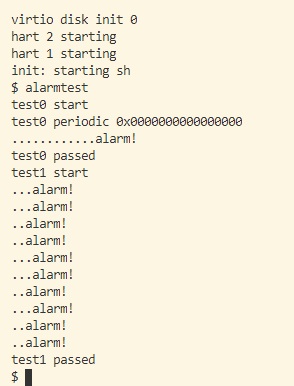 virtio disk init 0
hart 2 starting
hart 1 starting
init: starting sh
$ alarmtest
test0 start
test0 periodic 0x0000000000000000
............alarm!
test0 passed
test1 start
...alarm!
...alarm!
..alarm!
..alarm!
...alarm!
...alarm!
..alarm!
...alarm!
..alarm!
..alarm!
test1 passed
$